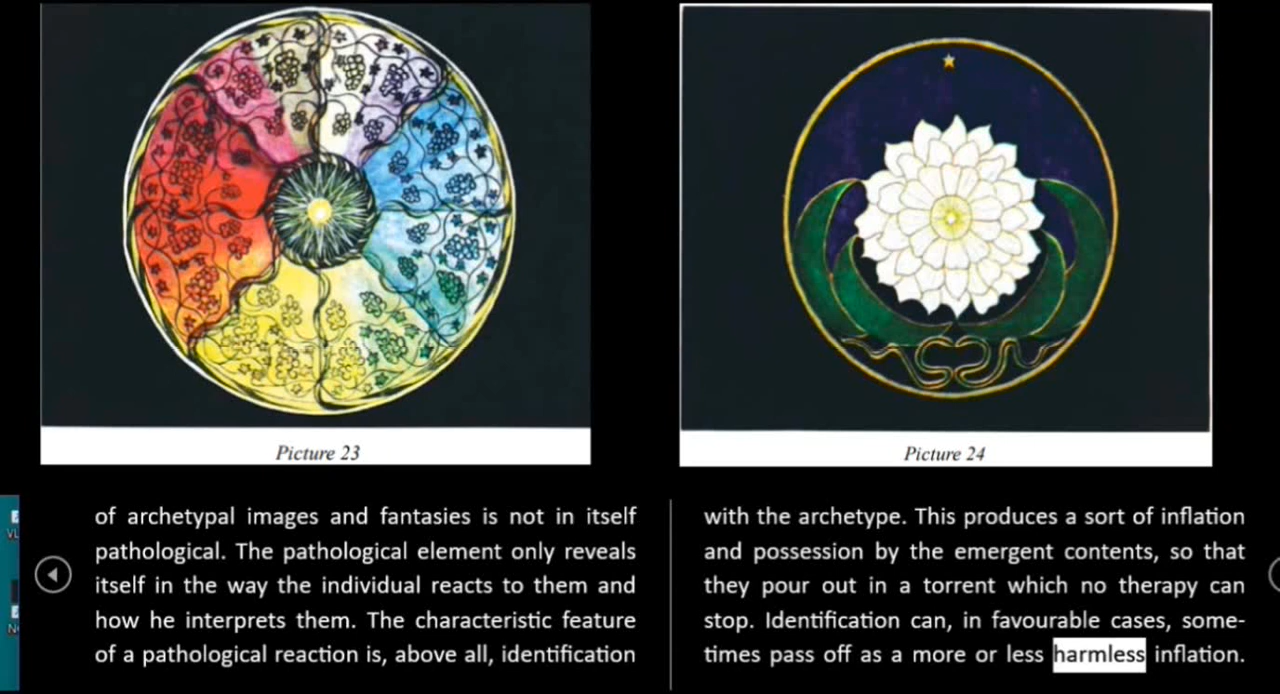 Picture 23
Picture 24
of archetypal images and fantasies is not in itself
pathological. The pathological element only reveals
itself in the way the individual reacts to them and
how he interprets them. The characteristic feature
of a pathological reaction is, above all, identification
with the archetype. This produces a sort of inflation
and possession by the emergent contents, so that
they pour out in a torrent which no therapy can
stop. Identification can, in favourable cases, some-
times pass off as a more or less harmless inflation.
VL